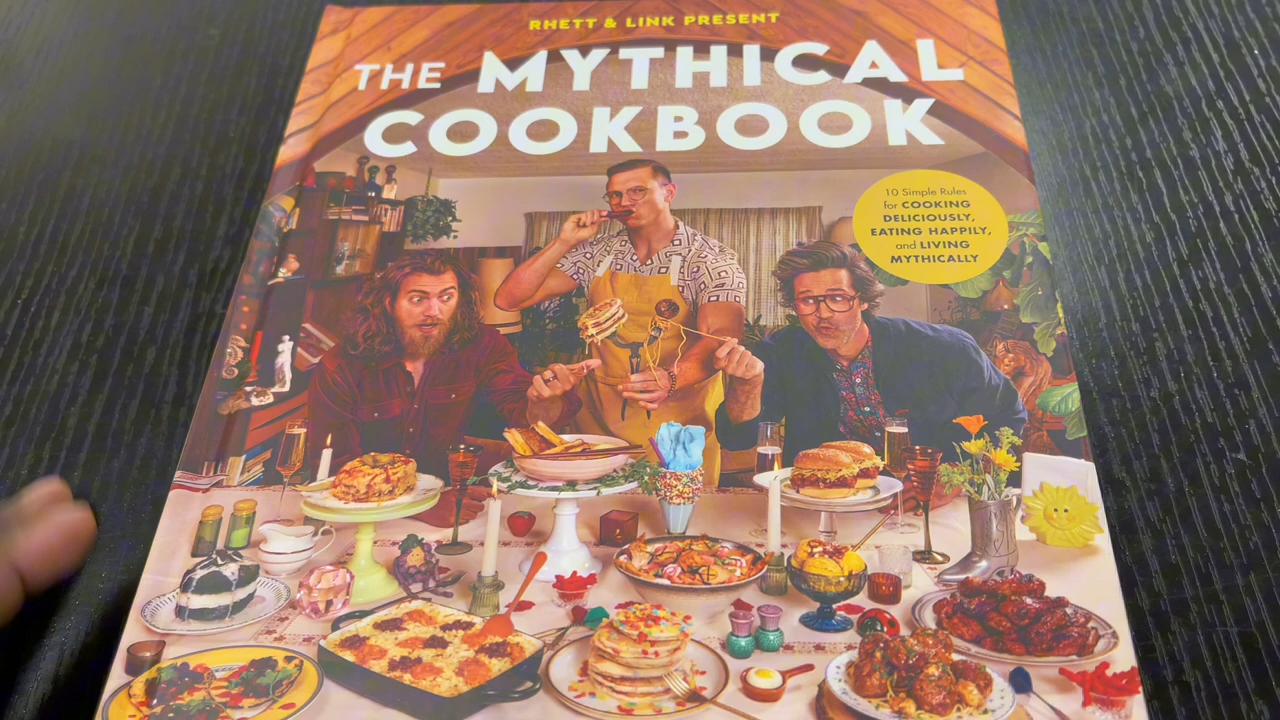 RHETT & LINK PRESENT
THE MYTHICAL
COOKBOOK
10 Simple Rules
for COOKING
DELICIOUSLY,
EATING HAPPILY,
and LIVING
MYTHICALLY